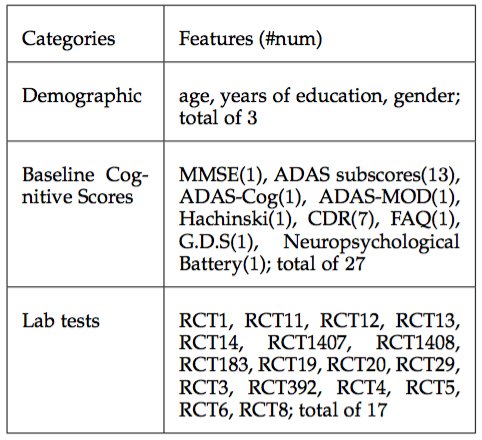 Categories
Features (#num)
Demographic
age, years of education, gender;
total of 3
Baseline Cog-
nitive Scores
MMSE(1), ADAS subscores(13),
ADAS-Cog(1), ADAS-MOD(1),
Hachinski(1), CDR(7), FAQ(1),
G.D.S(1), Neuropsychological
Battery(1); total of 27
Lab tests
RCT1, RCT11, RCT12, RCT13,
RCT14, RCT1407, RCT1408,
RCT183, RCT19, RCT20, RCT29,
RCT3, RCT392, RCT4, RCT5,
RCT6, RCT8; total of 17